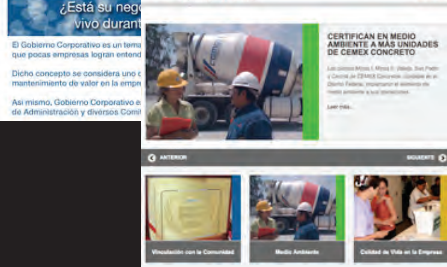 ¿Está su nego
vivo durant
El Gobierno Corporativo es un tema
que pocas empresas logran entend
Dicho concepto se considera uno d
mantenimiento de valor en la empr
Asi mismo, Gobierno Corporativo e
de Administración y diversos Comit
CERTIFICAN EN MEDIO
AMBIENTE A MÁS UNIDADES
DE CEMEX CONCRETO
Leer más...
ANTERIOR
SIGUIENTE
Vinculación con la Comunidad
Medio Ambiente
Calidad de Vida en la Empresa